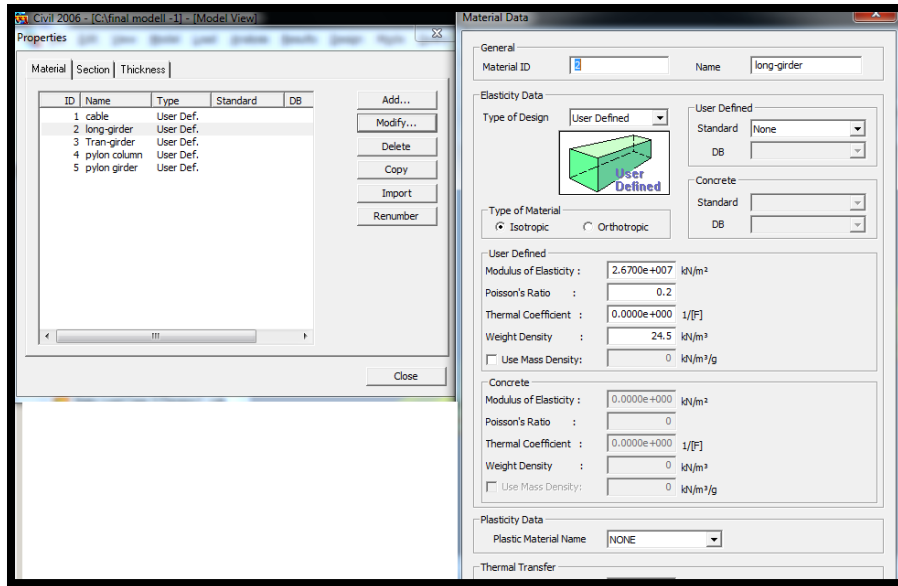 Civil 2006 - [C:\final modell -1] - [Model View]
Properties
Material Section Thickness
ID Name Type Standard DB
1 cable User Def.
2 long-girder User Def.
3 Tran-girder User Def.
4 pylon column User Def.
5 pylon girder User Def.
Add...
Modify...
Delete
Copy
Import
Renumber
Close
Material Data
General
Material ID 2 Name long-girder
Elasticity Data
Type of Design User Defined
User Defined
User Defined
Standard None
DB
Concrete
Standard
DB
Type of Material
Isotropic Orthotropic
User Defined
Modulus of Elasticity : 2.6700e+007 kN/m²
Poisson's Ratio : 0.2
Thermal Coefficient : 0.0000e+000 1/[F]
Weight Density : 24.5 kN/m³
Use Mass Density: 0 kN/m³/g
Concrete
Modulus of Elasticity : 0.0000e+000 kN/m²
Poisson's Ratio : 0
Thermal Coefficient : 0.0000e+000 1/[F]
Weight Density : 0 kN/m³
Use Mass Density: 0 kN/m³/g
Plasticity Data
Plastic Material Name NONE
Thermal Transfer